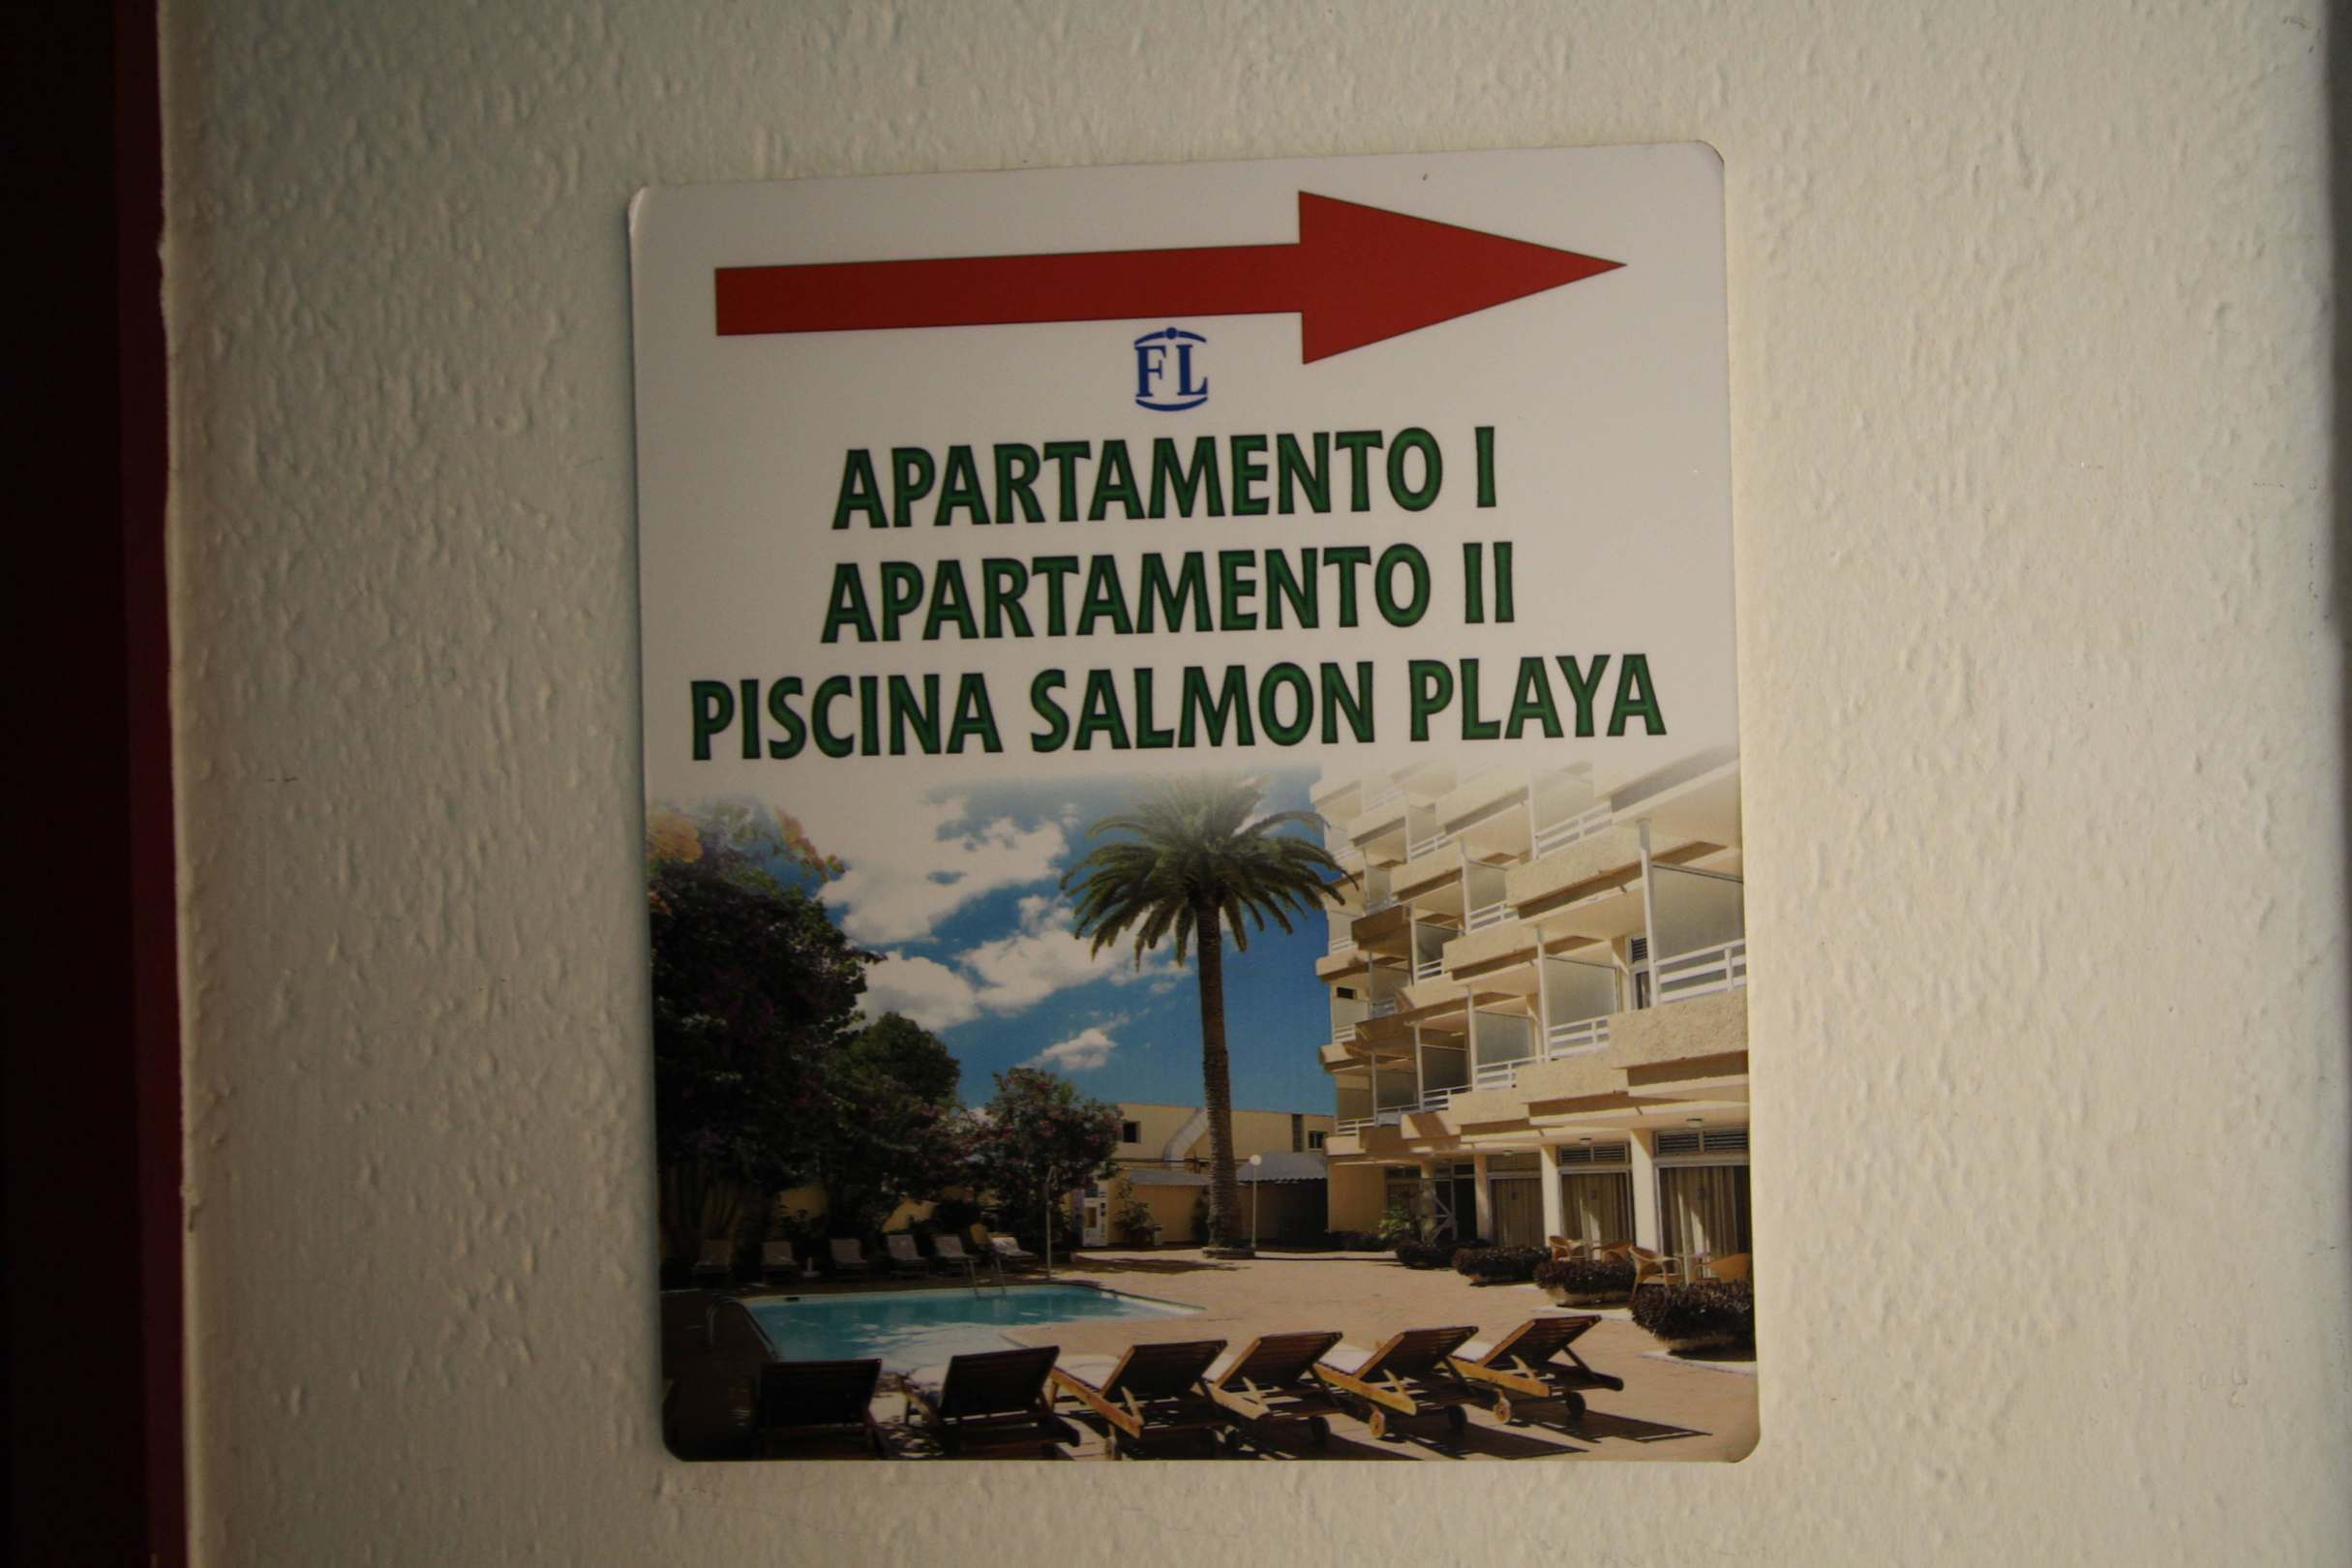 FL
APARTAMENTO I
APARTAMENTO II
PISCINA SALMON PLAYA